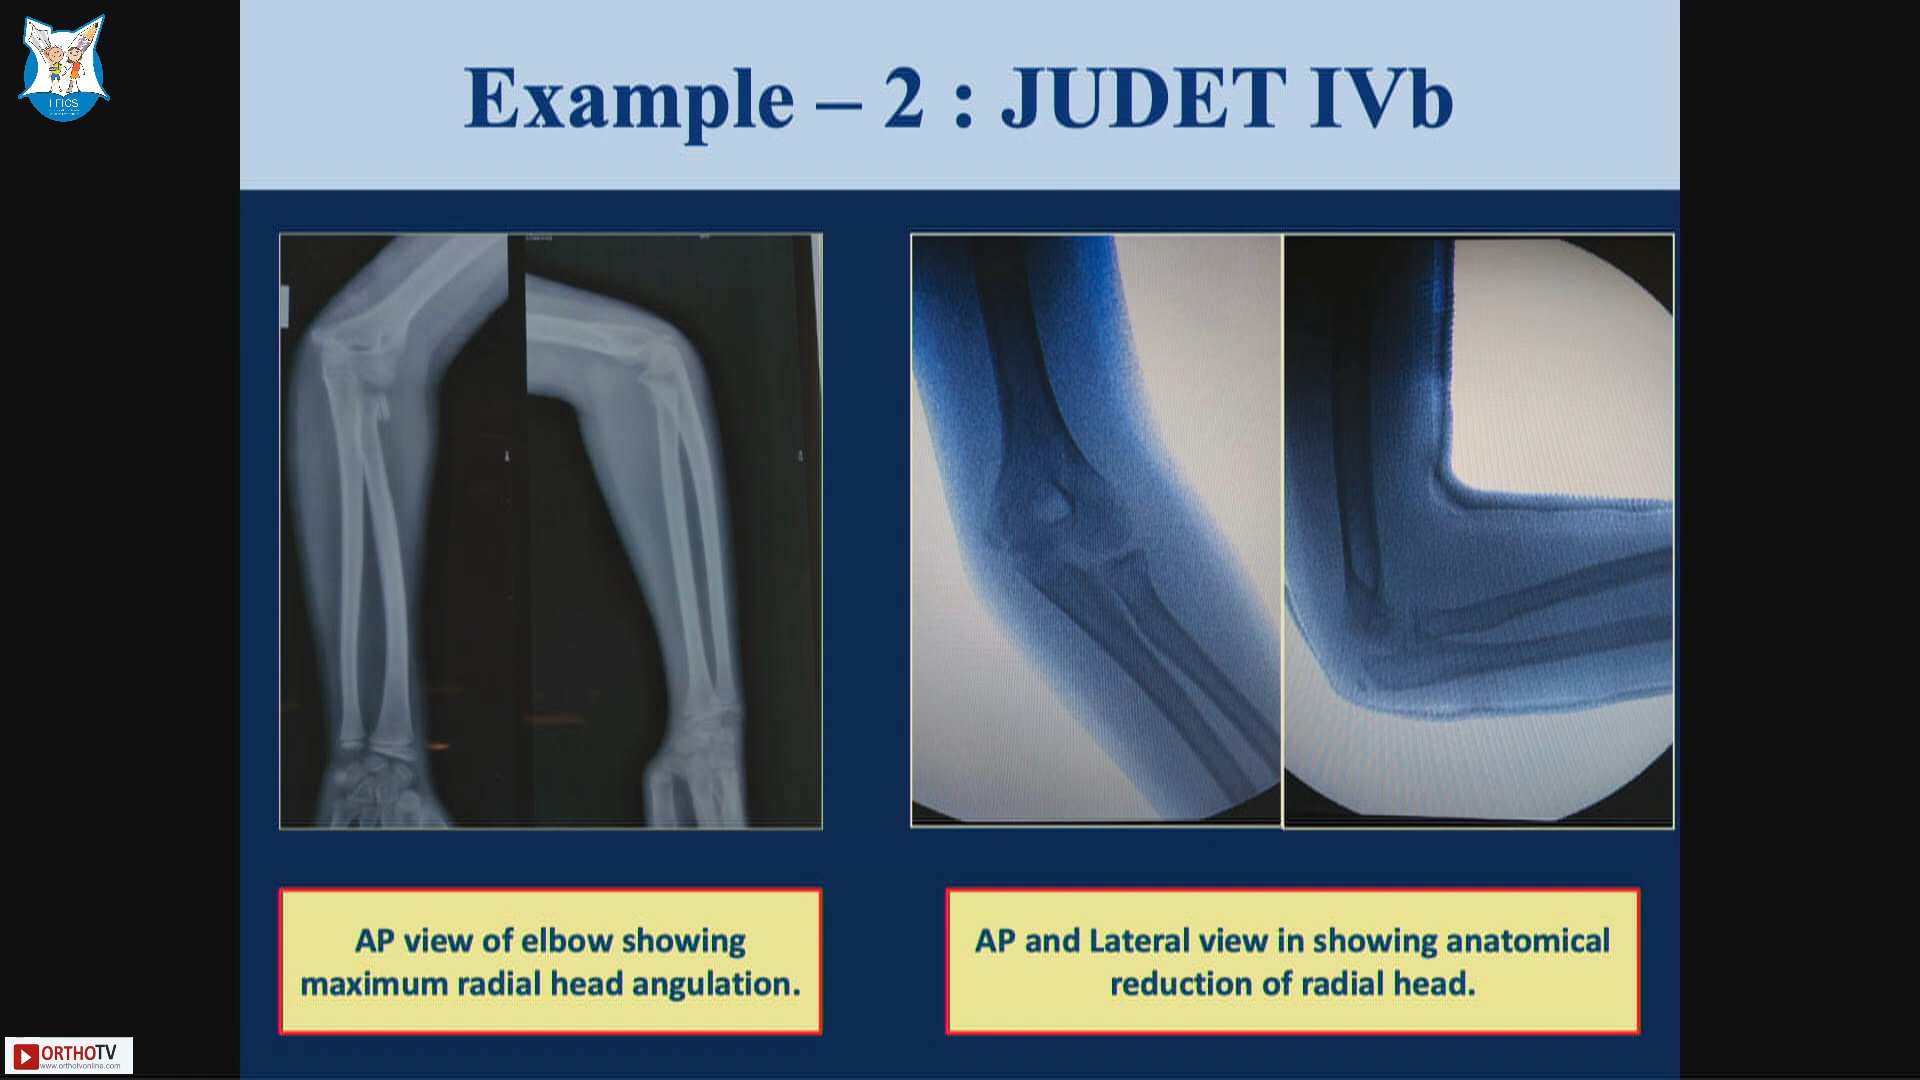 Example – 2 : JUDET IVb
AP view of elbow showing
maximum radial head angulation.
AP and Lateral view in showing anatomical
reduction of radial head.
ORTHOTV
www.orthotvonline.com